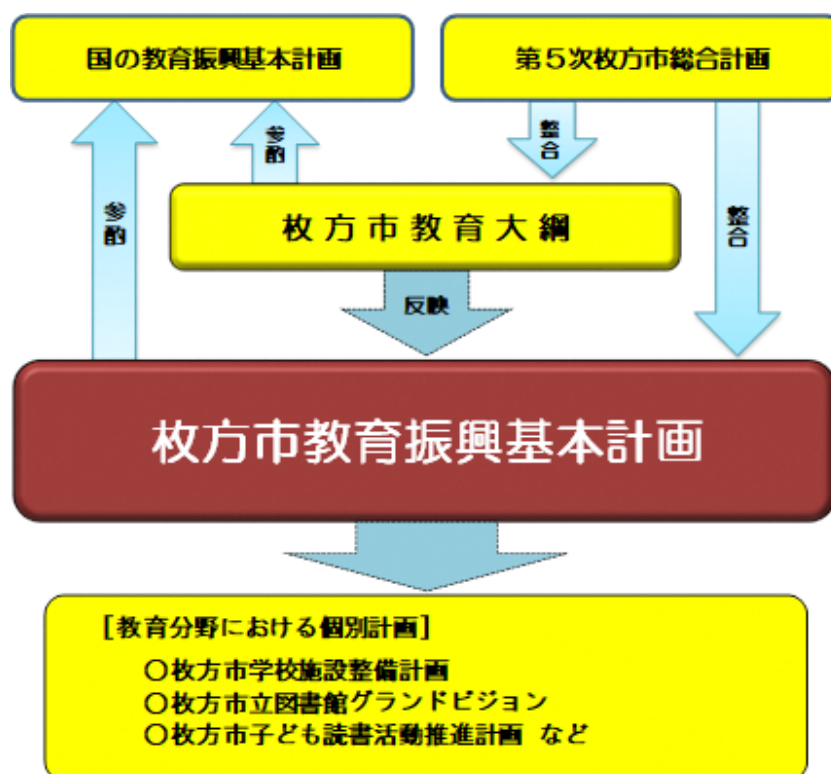 国の教育振興基本計画
第5次枚方市総合計画
参酌
整合
参酌
枚方市教育大綱
整合
反映
枚方市教育振興基本計画
[教育分野における個別計画]
○枚方市学校施設整備計画
○枚方市立図書館グランドビジョン
○枚方市子ども読書活動推進計画 など